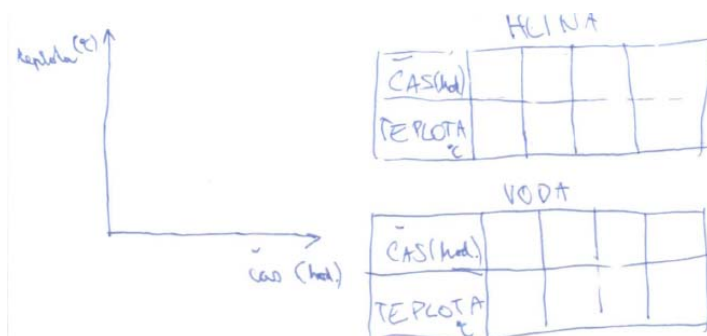 teplota (°C)
čas (hod.)
HLINA
ČAS (hod)
TEPLOTA
°C
VODA
ČAS (hod.)
TEPLOTA
°C